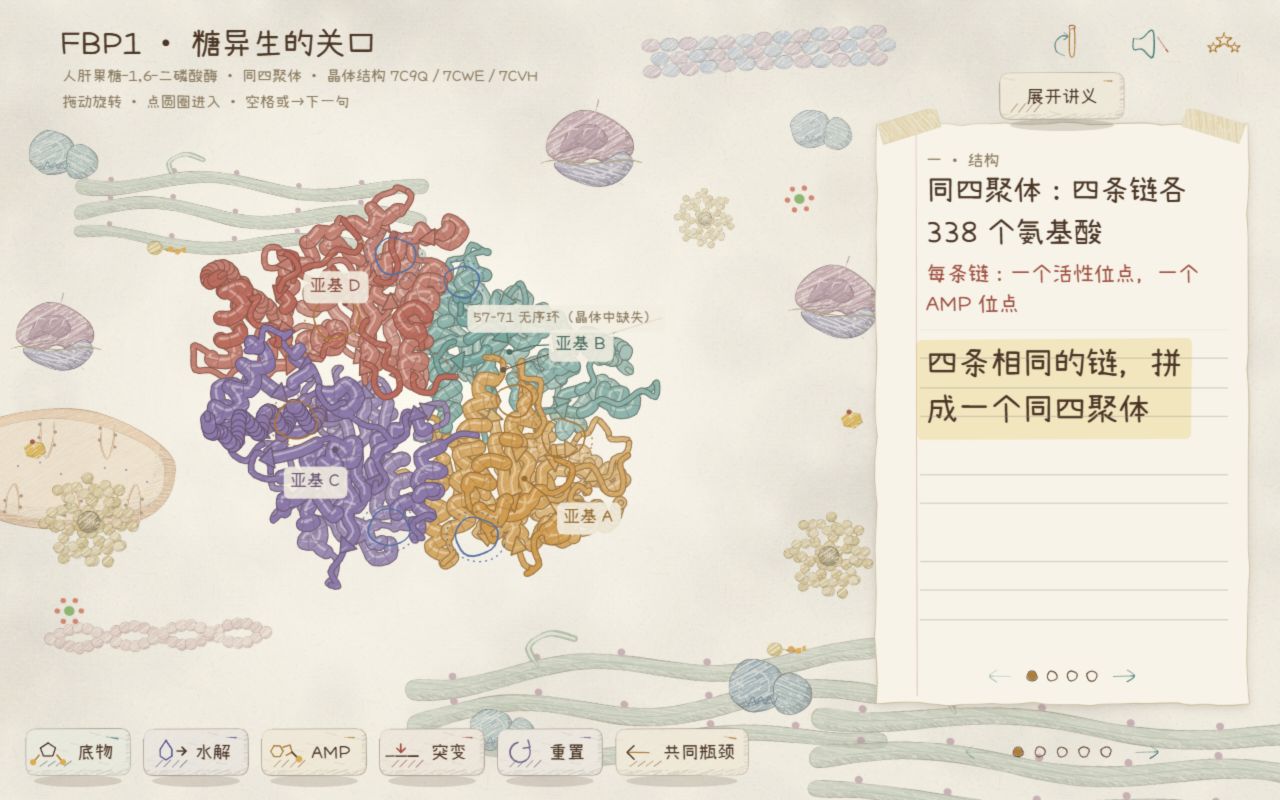 FBP1 • 糖异生的关口
人肝果糖-1,6-二磷酸酶 • 同四聚体 • 晶体结构 7C9Q / 7CWE / 7CVH
拖动旋转 • 点圆圈进入 • 空格或→下一句
展开讲义
一 • 结构
同四聚体：四条链各
338 个氨基酸
每条链：一个活性位点，一个
AMP 位点
四条相同的链，拼
成一个同四聚体
亚基 D
57-71 无序环（晶体中缺失）
亚基 B
亚基 C
亚基 A
底物
水解
AMP
突变
重置
共同瓶颈